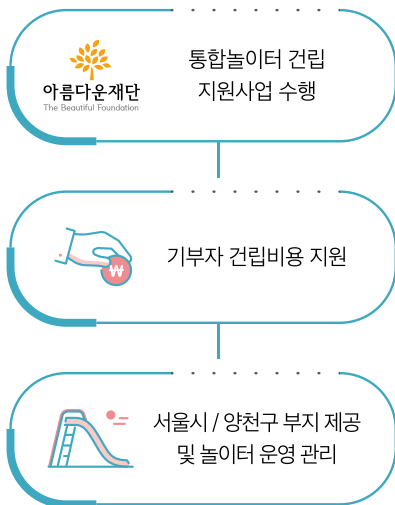 아름다운재단
The Beautiful Foundation
통합놀이터 건립
지원사업 수행
₩
기부자 건립비용 지원
서울시 / 양천구 부지 제공
및 놀이터 운영 관리